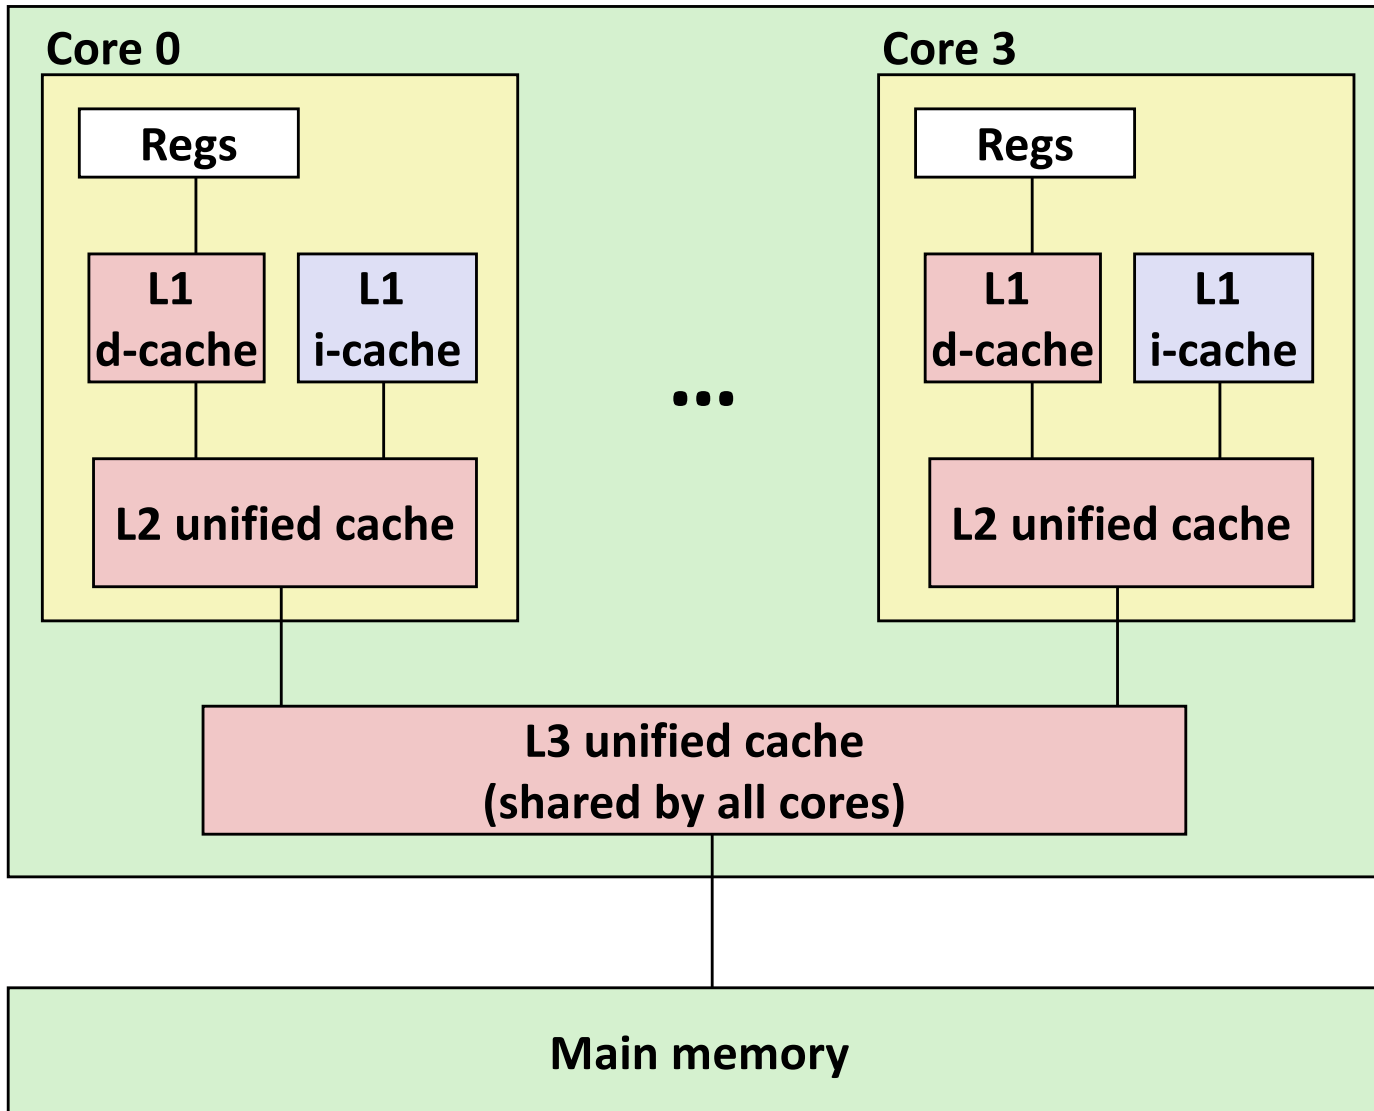 Core 0
Regs
L1
d-cache
L1
i-cache
L2 unified cache
...
Core 3
Regs
L1
d-cache
L1
i-cache
L2 unified cache
L3 unified cache
(shared by all cores)
Main memory